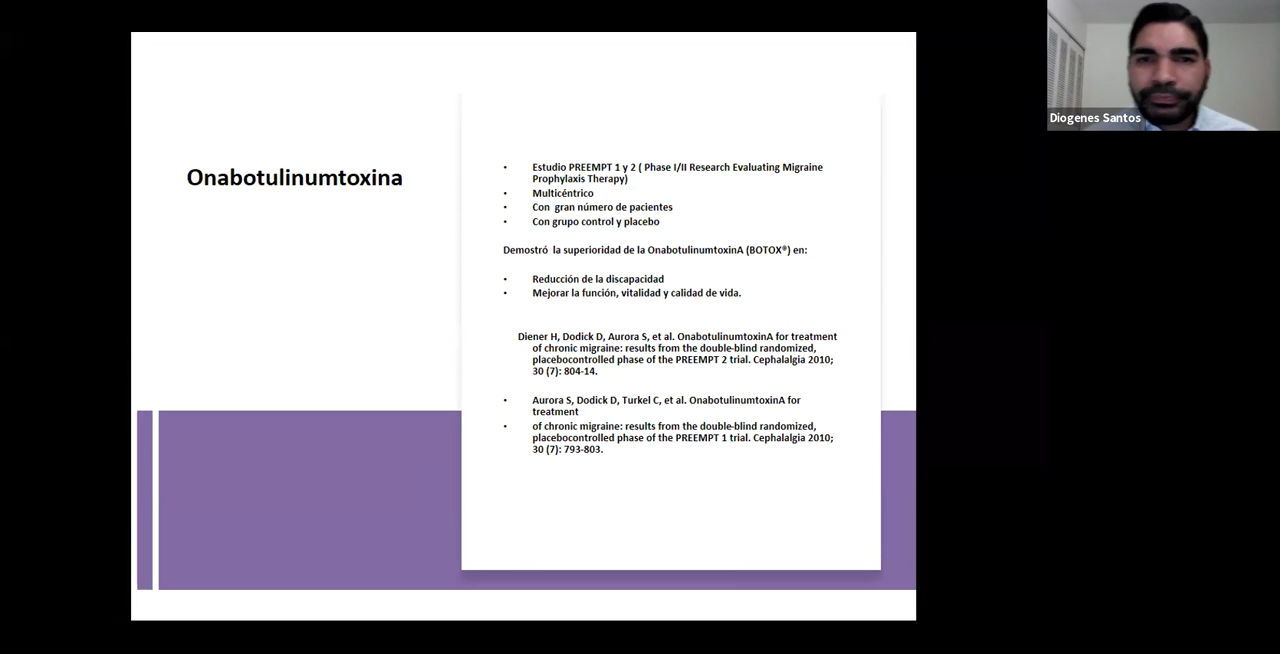 Onabotulinumtoxina
• Estudio PREEMPT 1 y 2 ( Phase I/II Research Evaluating Migraine
Prophylaxis Therapy)
• Multicéntrico
• Con gran número de pacientes
• Con grupo control y placebo
Demostró la superioridad de la OnabotulinumtoxinA (BOTOX®) en:
• Reducción de la discapacidad
• Mejorar la función, vitalidad y calidad de vida.
Diener H, Dodick D, Aurora S, et al. OnabotulinumtoxinA for treatment
of chronic migraine: results from the double-blind randomized,
placebocontrolled phase of the PREEMPT 2 trial. Cephalalgia 2010;
30 (7): 804-14.
• Aurora S, Dodick D, Turkel C, et al. OnabotulinumtoxinA for
treatment
• of chronic migraine: results from the double-blind randomized,
placebocontrolled phase of the PREEMPT 1 trial. Cephalalgia 2010;
30 (7): 793-803.
Diogenes Santos